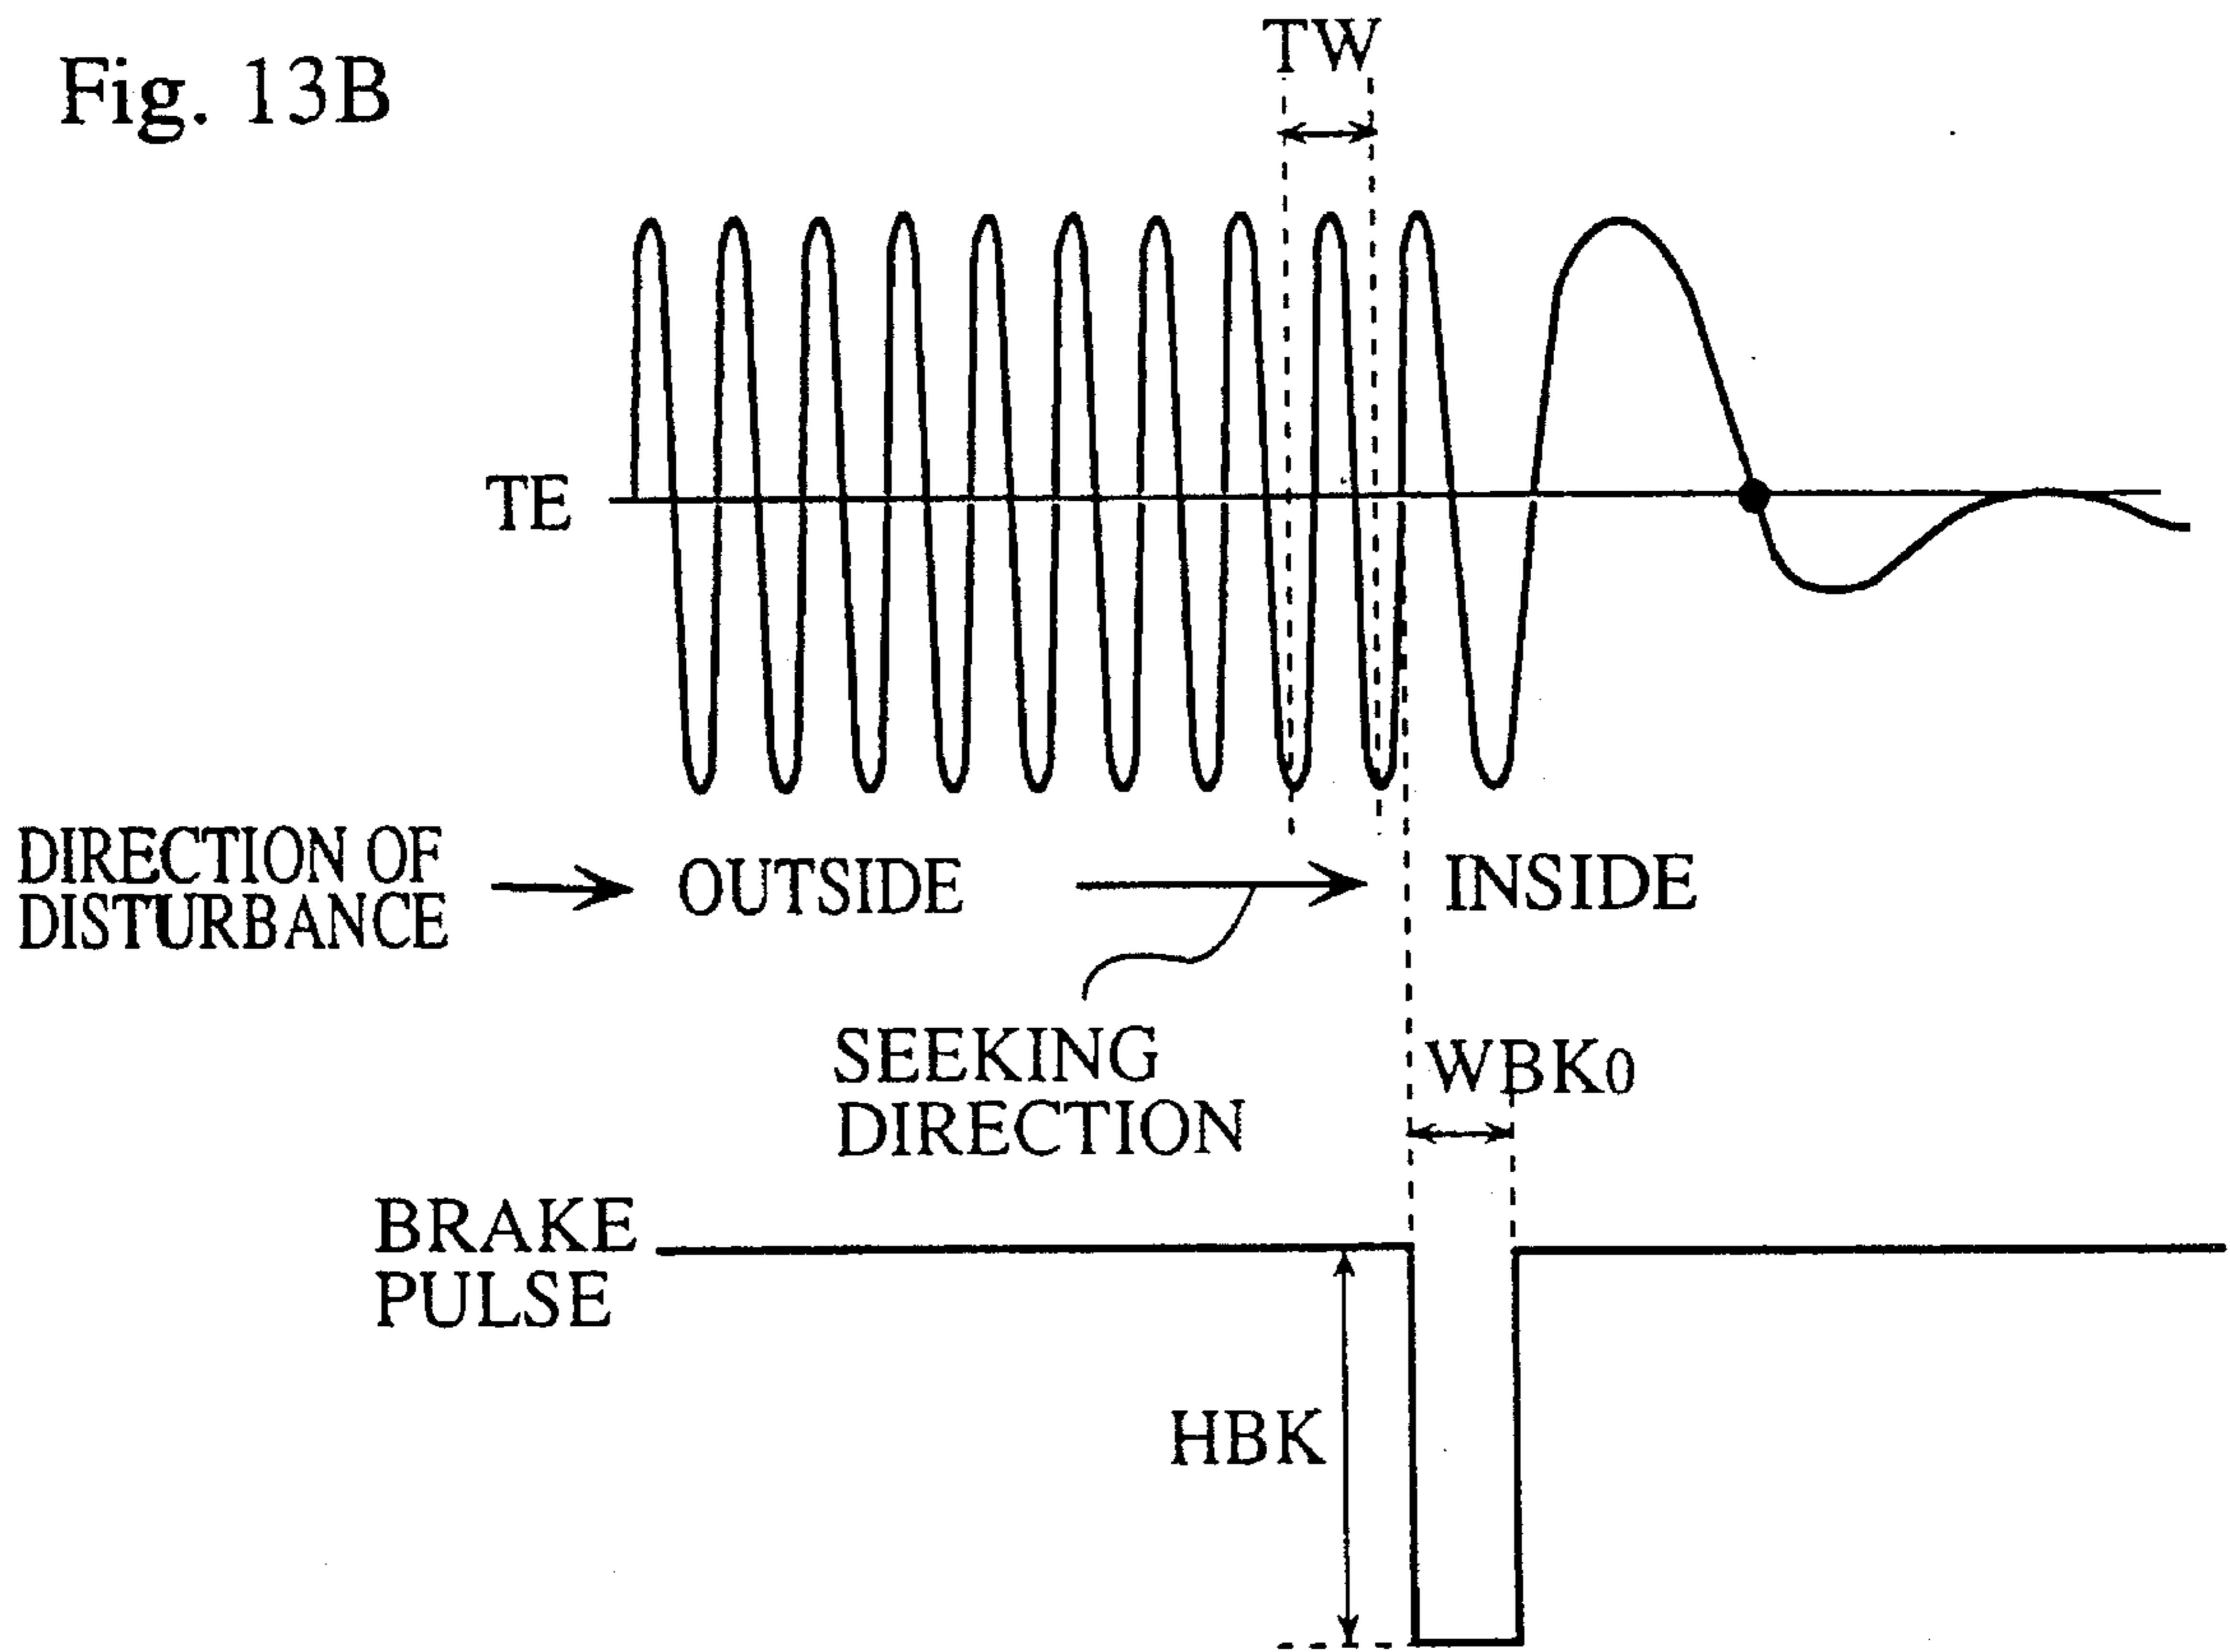 Fig. 13B
TW
TE
DIRECTION OF
DISTURBANCE
OUTSIDE
INSIDE
SEEKING
DIRECTION
WBK0
BRAKE
PULSE
HBK